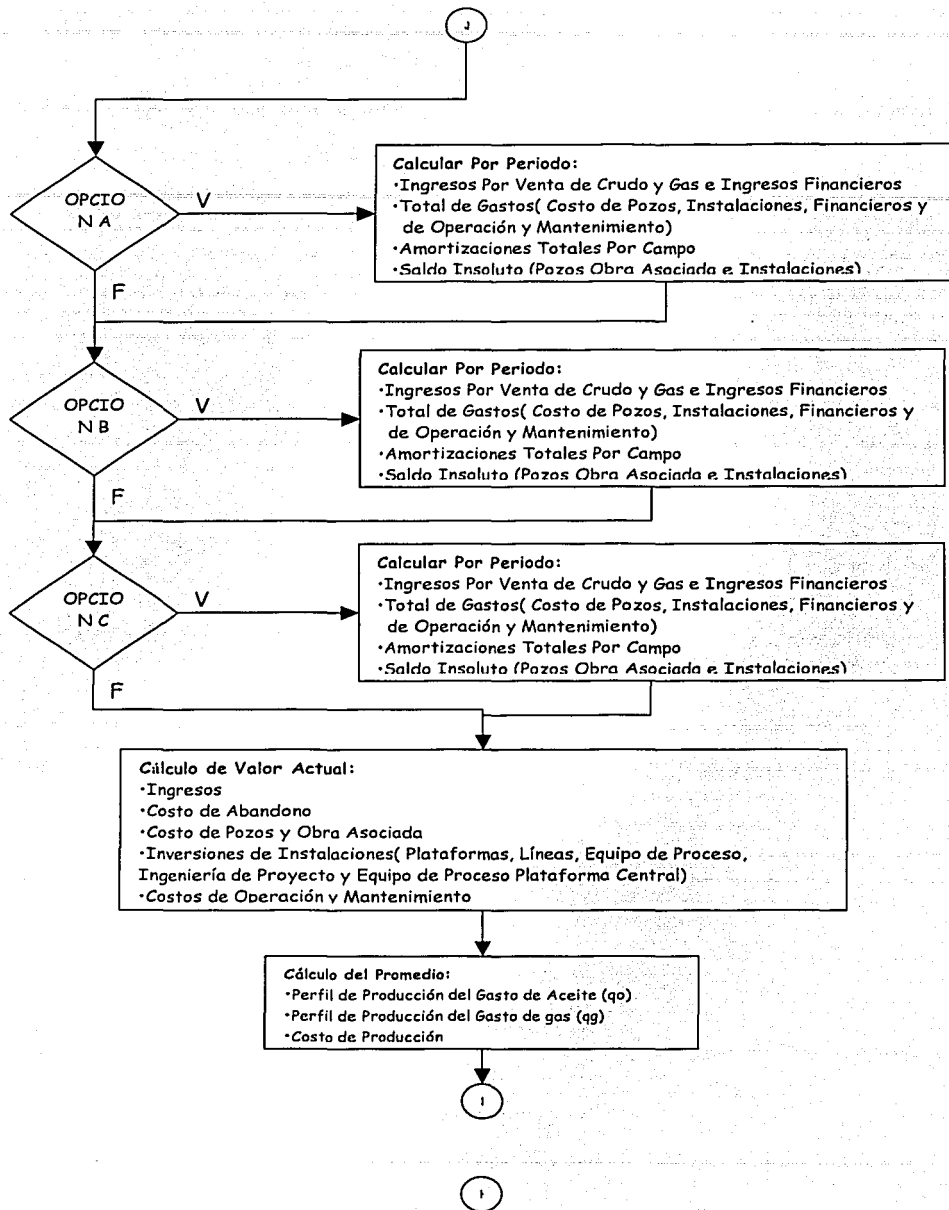 OPCIO
N A
V
F
Calcular Por Periodo:
•Ingresos Por Venta de Crudo y Gas e Ingresos Financieros
•Total de Gastos( Costo de Pozos, Instalaciones, Financieros y
de Operación y Mantenimiento)
•Amortizaciones Totales Por Campo
•Saldo Insoluto (Pozos Obra Asociada e Instalaciones)
OPCIO
N B
V
F
Calcular Por Periodo:
•Ingresos Por Venta de Crudo y Gas e Ingresos Financieros
•Total de Gastos( Costo de Pozos, Instalaciones, Financieros y
de Operación y Mantenimiento)
•Amortizaciones Totales Por Campo
•Saldo Insoluto (Pozos Obra Asociada e Instalaciones)
OPCIO
N C
V
F
Calcular Por Periodo:
•Ingresos Por Venta de Crudo y Gas e Ingresos Financieros
•Total de Gastos( Costo de Pozos, Instalaciones, Financieros y
de Operación y Mantenimiento)
•Amortizaciones Totales Por Campo
•Saldo Insoluto (Pozos Obra Asociada e Instalaciones)
Cálculo de Valor Actual:
•Ingresos
•Costo de Abandono
•Costo de Pozos y Obra Asociada
•Inversiones de Instalaciones( Plataformas, Líneas, Equipo de Proceso,
Ingeniería de Proyecto y Equipo de Proceso Plataforma Central)
•Costos de Operación y Mantenimiento
Cálculo del Promedio:
•Perfil de Producción del Gasto de Aceite (qo)
•Perfil de Producción del Gasto de gas (qg)
•Costo de Producción